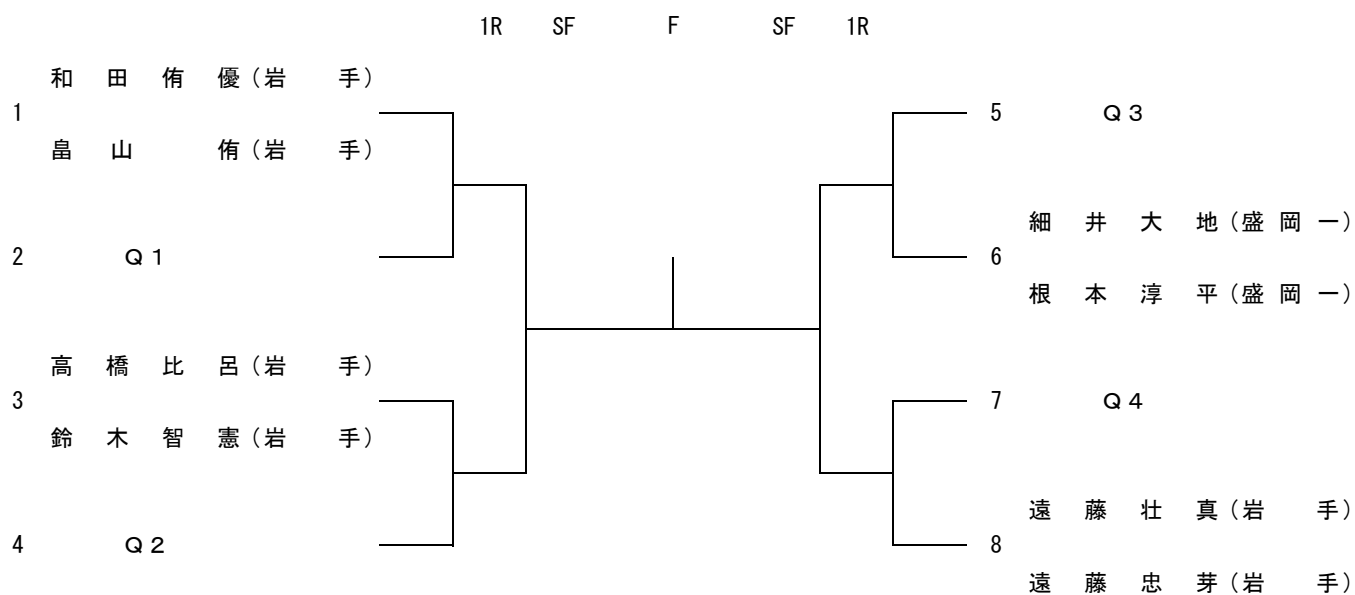 1R SF F SF 1R
和 田 侑 優（岩 手）
1
畠 山 侑（岩 手）
2 Ｑ１
高 橋 比 呂（岩 手）
3
鈴 木 智 憲（岩 手）
4 Ｑ２
5 Ｑ３
細 井 大 地（盛 岡 一）
6
根 本 淳 平（盛 岡 一）
7 Ｑ４
遠 藤 壮 真（岩 手）
8
遠 藤 忠 芽（岩 手）